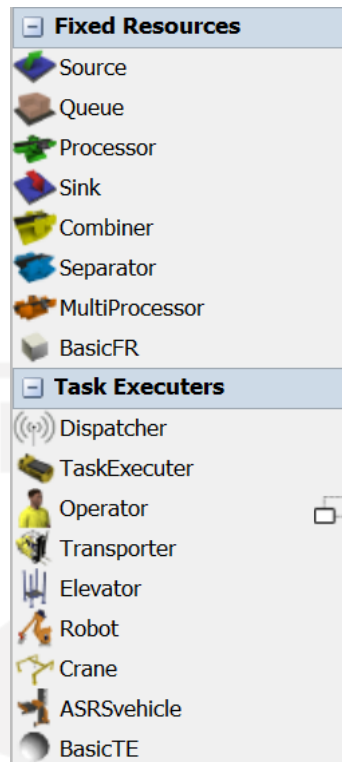 Fixed Resources
Source
Queue
Processor
Sink
Combiner
Separator
MultiProcessor
BasicFR
Task Executers
Dispatcher
TaskExecuter
Operator
Transporter
Elevator
Robot
Crane
ASRSvehicle
BasicTE